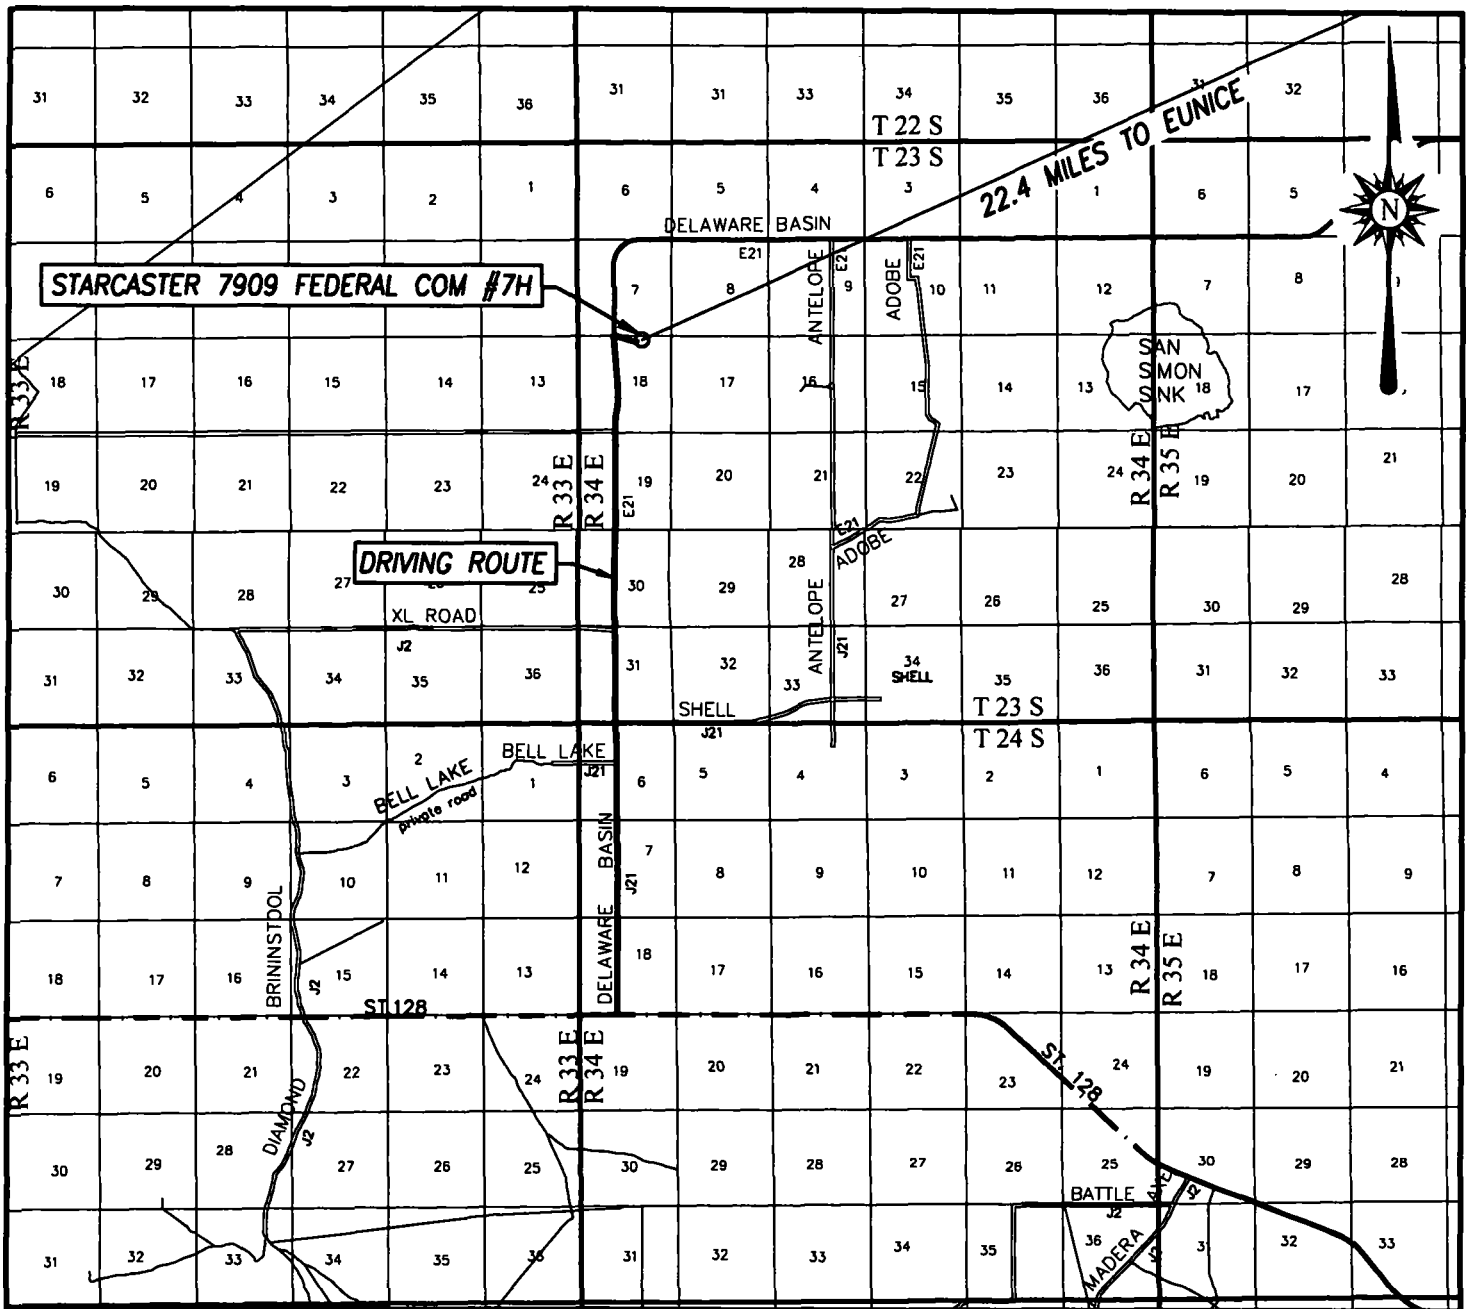 31 32 33 34 35 36 31 31 33 34 35 36 31 32
T 22 S
T 23 S
22.4 MILES TO EUNICE
6 5 4 3 2 1 6 5 4 3 1 6 5
N
DELAWARE BASIN
E21 E21 E21
STARCASTER 7909 FEDERAL COM #7H
7 8 9 10 11 12 7 8
ANTELOPE
ADOBE
SAN
SIMON
SINK
R 33 E
18 17 16 15 14 13 18 17 16 15 14 13 18 17
19 20 21 22 23 24 19 20 21 22 23 24 19 20 21
R 33 E
R 34 E
E21
R 34 E
R 35 E
E21
ADOBE
DRIVING ROUTE
30 29 28 27 25 30 29 28 27 26 25 30 29 28
XL ROAD
J2
ANTELOPE
J21
31 32 33 34 35 36 31 32 33 34 35 36 31 32 33
SHELL
SHELL
J21
T 23 S
T 24 S
BELL LAKE
J21
BELL LAKE
private road
6 5 4 3 2 1 6 5 4 3 2 1 6 5 4
7 8 9 10 11 12 7 8 9 10 11 12 7 8 9
DELAWARE BASIN
J21
BRININSTOOL
J2
18 17 16 15 14 13 18 17 16 15 14 13 18 17 16
R 34 E
R 35 E
ST 128
R 33 E
R 33 E
R 34 E
19 20 21 22 23 24 19 20 21 22 23 24 19 20 21
ST. 128
DIAMOND
J2
30 29 28 27 26 25 30 29 28 27 26 25 30 29 28
BATTLE AXE
J2
J2
MADERA
J2
31 32 33 34 35 36 31 32 33 34 35 36 31 32 33